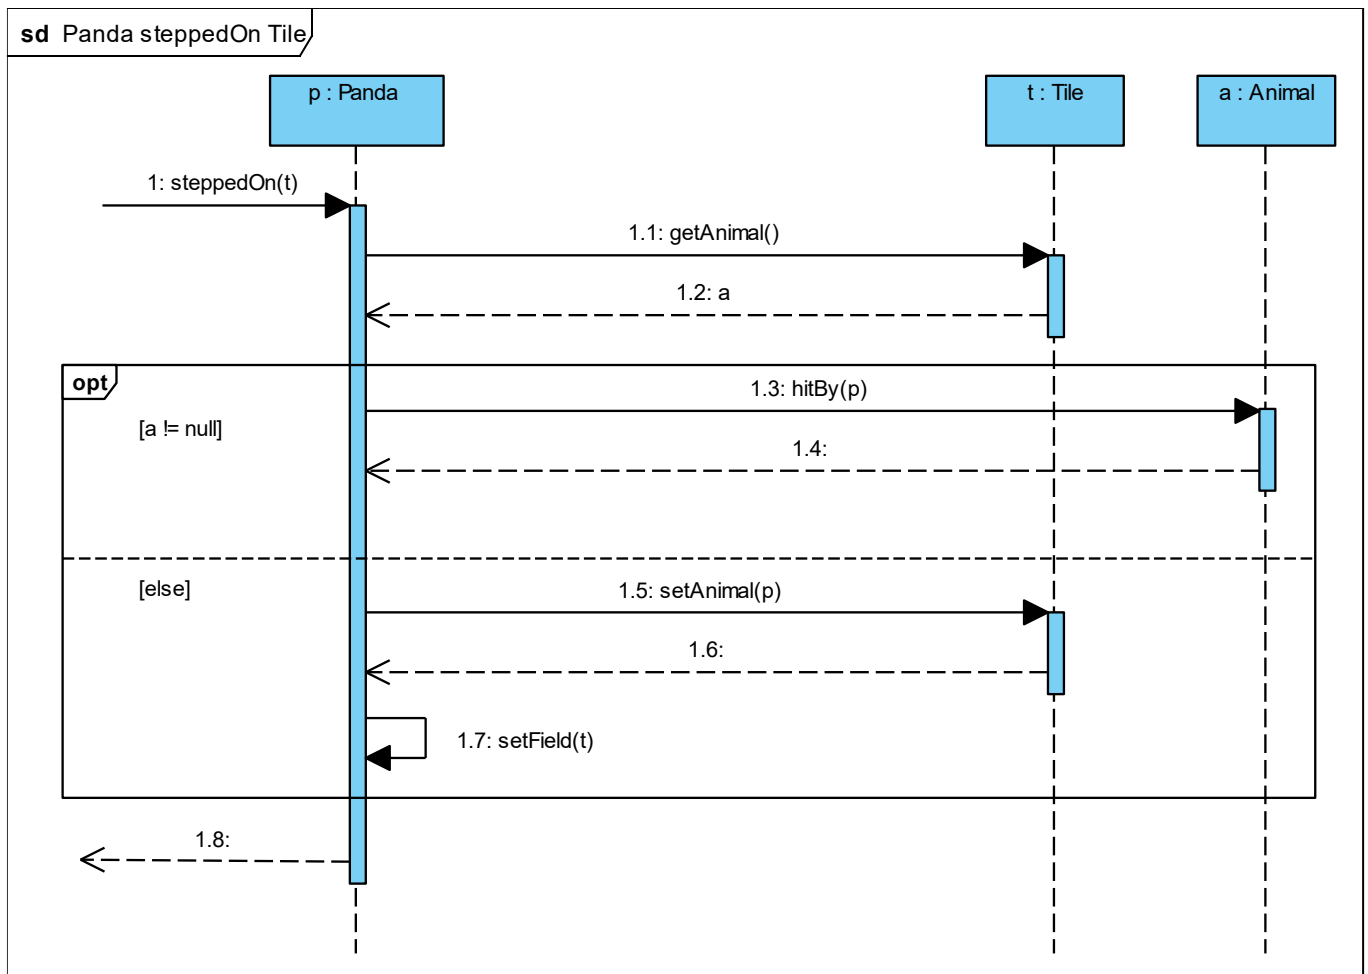 sd Panda steppedOn Tile
p : Panda
t : Tile
a : Animal
1: steppedOn(t)
1.1: getAnimal()
1.2: a
opt
1.3: hitBy(p)
[a != null]
1.4:
[else]
1.5: setAnimal(p)
1.6:
1.7: setField(t)
1.8: